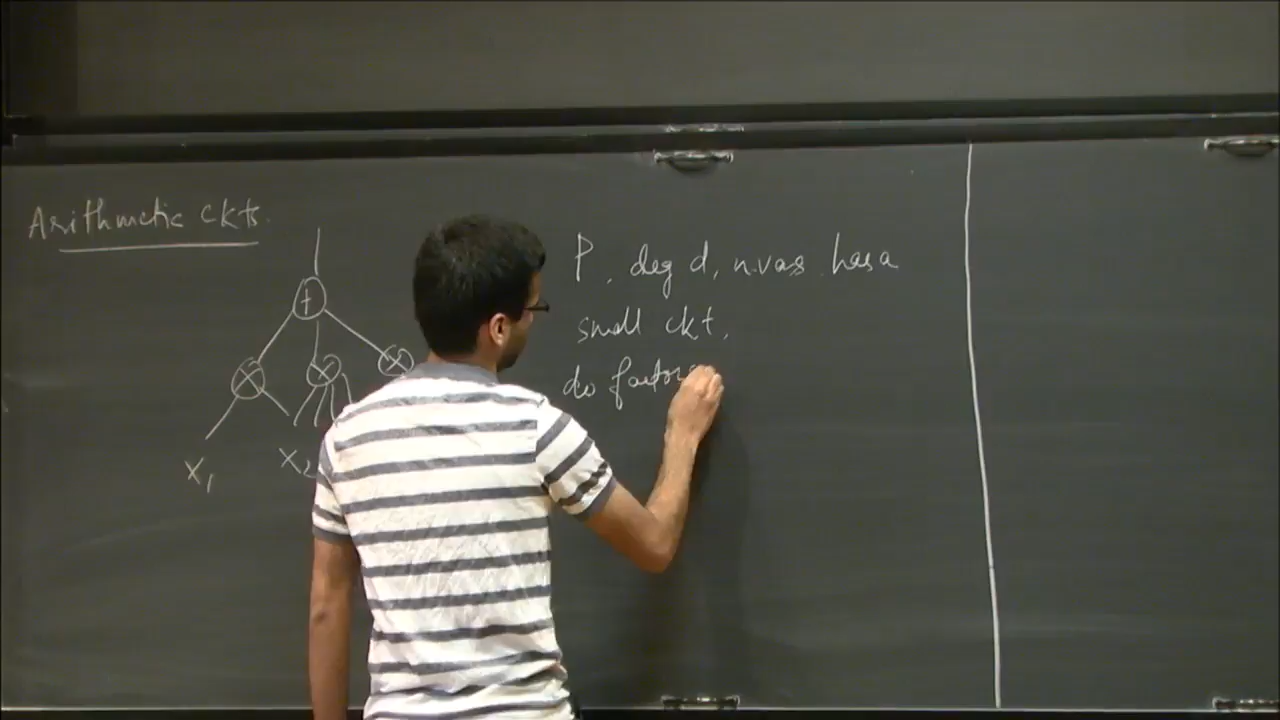 Arithmetic ckts.
+
× × ×
x1 x2
P, deg d, n vars has a
small ckt.
do factors